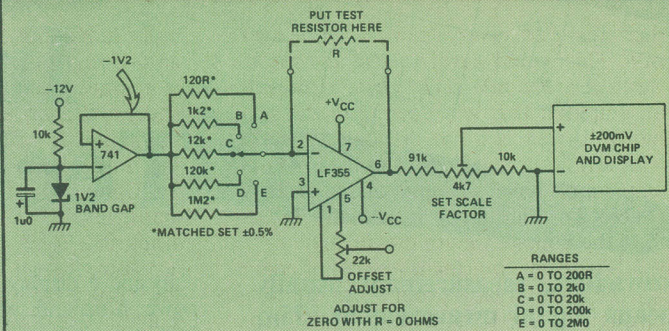 PUT TEST
RESISTOR HERE
R
−1V2
−12V
10k
+
−
741
1u0
+
1V2
BAND GAP
120R*
1k2*
12k*
120k*
1M2*
A
B
C
D
E
*MATCHED SET ±0.5%
+VCC
2
−
7
LF355
6
3
+
1
5
4
−VCC
22k
OFFSET
ADJUST
ADJUST FOR
ZERO WITH R = 0 OHMS
91k
4k7
10k
SET SCALE
FACTOR
+
−
±200mV
DVM CHIP
AND DISPLAY
RANGES
A = 0 TO 200R
B = 0 TO 2k0
C = 0 TO 20k
D = 0 TO 200k
E = 0 TO 2M0